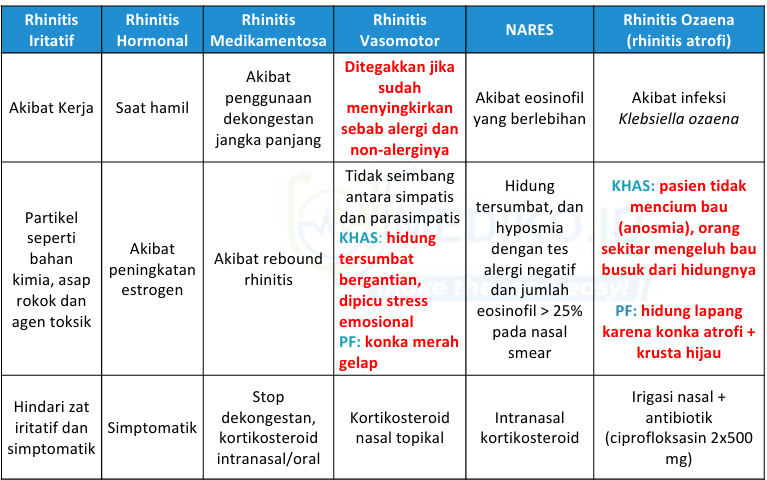 Rhinitis
Iritatif
Rhinitis
Hormonal
Rhinitis
Medikamentosa
Rhinitis
Vasomotor
NARES
Rhinitis Ozaena
(rhinitis atrofi)
Akibat Kerja
Saat hamil
Akibat
penggunaan
dekongestan
jangka panjang
Ditegakkan jika
sudah
menyingkirkan
sebab alergi dan
non-alerginya
Akibat eosinofil
yang berlebihan
Akibat infeksi
Klebsiella ozaena
Partikel
seperti
bahan
kimia, asap
rokok dan
agen toksik
Akibat
peningkatan
estrogen
Akibat rebound
rhinitis
Tidak seimbang
antara simpatis
dan parasimpatis
KHAS: hidung
tersumbat
bergantian,
dipicu stress
emosional
PF: konka merah
gelap
Hidung
tersumbat, dan
hyposmia
dengan tes
alergi negatif
dan jumlah
eosinofil > 25%
pada nasal
smear
KHAS: pasien tidak
mencium bau
(anosmia), orang
sekitar mengeluh bau
busuk dari hidungnya
PF: hidung lapang
karena konka atrofi +
krusta hijau
Hindari zat
iritatif dan
simptomatik
Simptomatik
Stop
dekongestan,
kortikosteroid
intranasal/oral
Kortikosteroid
nasal topikal
Intranasal
kortikosteroid
Irigasi nasal +
antibiotik
(ciprofloksasin 2x500
mg)